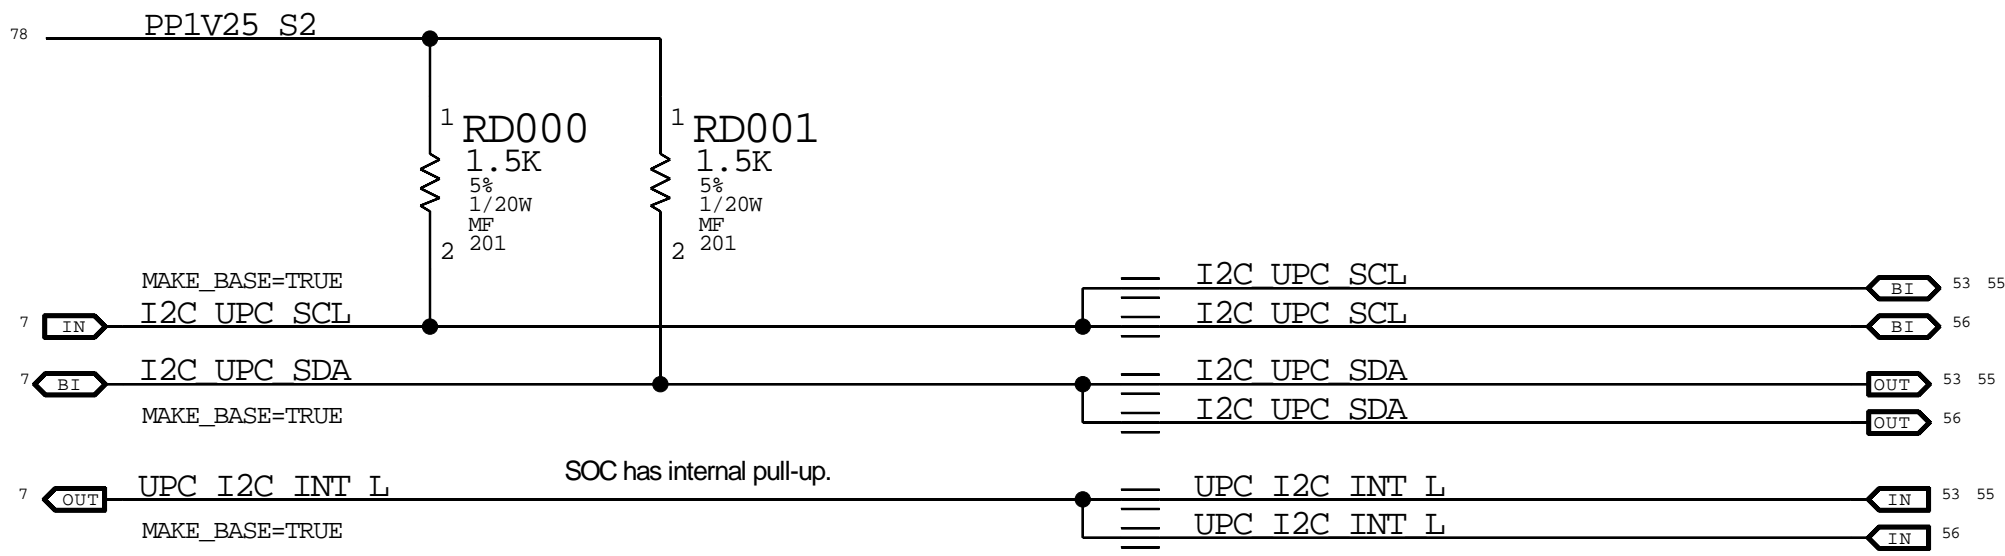 78 PP1V25_S2
1 RD000 1 RD001
1.5K 1.5K
5% 5%
1/20W 1/20W
MF MF
2 201 2 201
MAKE_BASE=TRUE I2C_UPC_SCL BI 53 55
7 IN I2C_UPC_SCL I2C_UPC_SCL BI 56
7 BI I2C_UPC_SDA I2C_UPC_SDA OUT 53 55
MAKE_BASE=TRUE I2C_UPC_SDA OUT 56
SOC has internal pull-up.
7 OUT UPC_I2C_INT_L UPC_I2C_INT_L IN 53 55
MAKE_BASE=TRUE UPC_I2C_INT_L IN 56